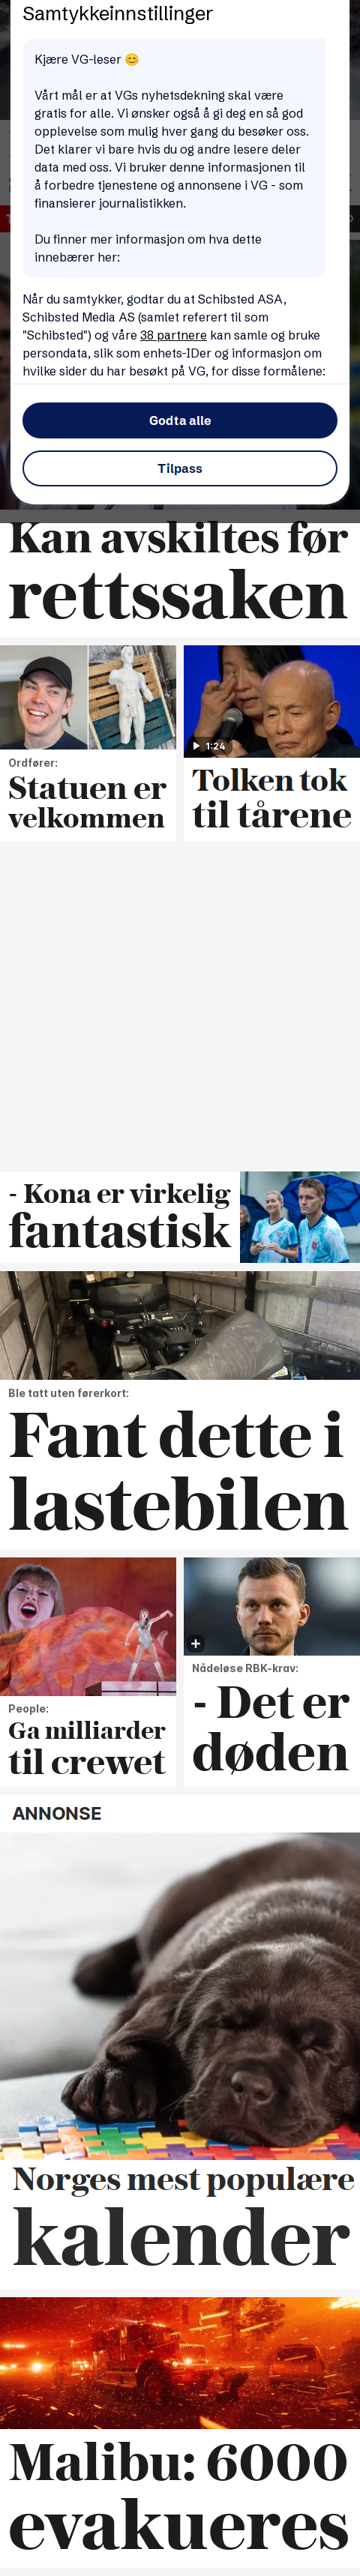 Samtykkeinnstillinger
Kjære VG-leser 😊
Vårt mål er at VGs nyhetsdekning skal være
gratis for alle. Vi ønsker også å gi deg en så god
opplevelse som mulig hver gang du besøker oss.
Det klarer vi bare hvis du og andre lesere deler
data med oss. Vi bruker denne informasjonen til
å forbedre tjenestene og annonsene i VG - som
finansierer journalistikken.
Du finner mer informasjon om hva dette
innebærer her:
Når du samtykker, godtar du at Schibsted ASA,
Schibsted Media AS (samlet referert til som
"Schibsted") og våre 38 partnere kan samle og bruke
persondata, slik som enhets-IDer og informasjon om
hvilke sider du har besøkt på VG, for disse formålene:
Godta alle
Tilpass
Kan avskiltes før
rettssaken
Ordfører:
Statuen er
velkommen
1:24
Tolken tok
til tårene
- Kona er virkelig
fantastisk
Ble tatt uten førerkort:
Fant dette i
lastebilen
People:
Ga milliarder
til crewet
Nådeløse RBK-krav:
- Det er
døden
ANNONSE
Norges mest populære
kalender
Malibu: 6000
evakueres